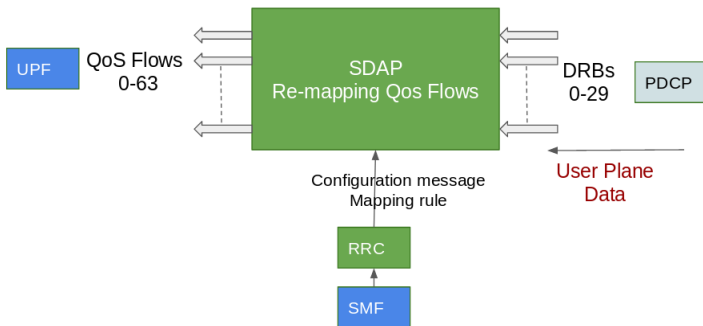 UPF
QoS Flows
0-63
SDAP
Re-mapping Qos Flows
DRBs
0-29
PDCP
User Plane
Data
Configuration message
Mapping rule
RRC
SMF